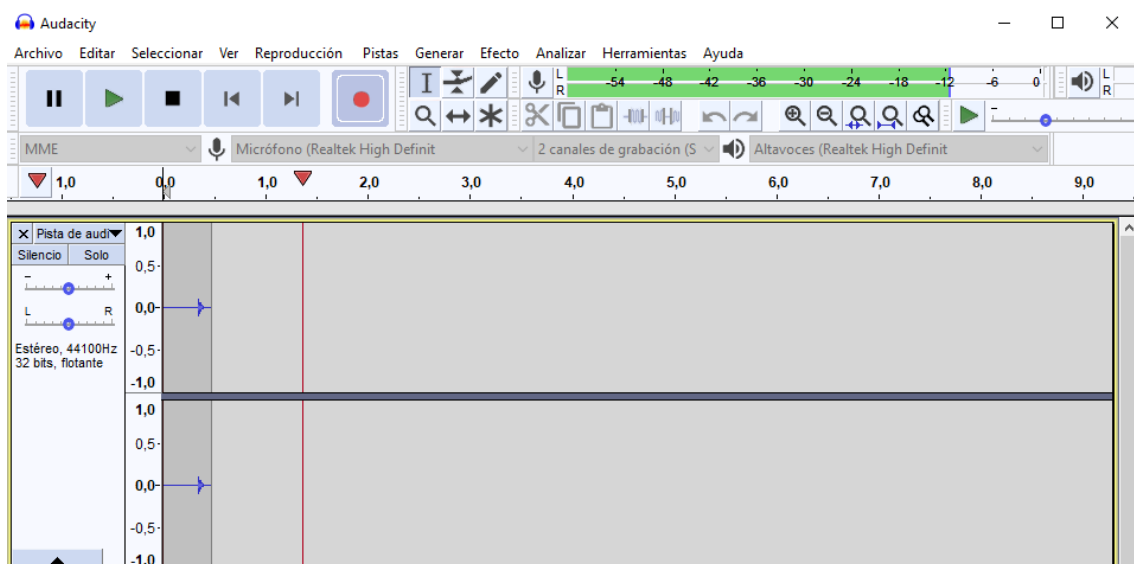 Audacity
Archivo Editar Seleccionar Ver Reproducción Pistas Generar Efecto Analizar Herramientas Ayuda
L
R
-54 -48 -42 -36 -30 -24 -18 -12 -6 0
L
R
MME Micrófono (Realtek High Definit 2 canales de grabación (S Altavoces (Realtek High Definit
1,0 0,0 1,0 2,0 3,0 4,0 5,0 6,0 7,0 8,0 9,0
Pista de audi
Silencio Solo
- +
L R
Estéreo, 44100Hz
32 bits, flotante
1,0
0,5
0,0
-0,5
-1,0
1,0
0,5
0,0
-0,5
-1,0